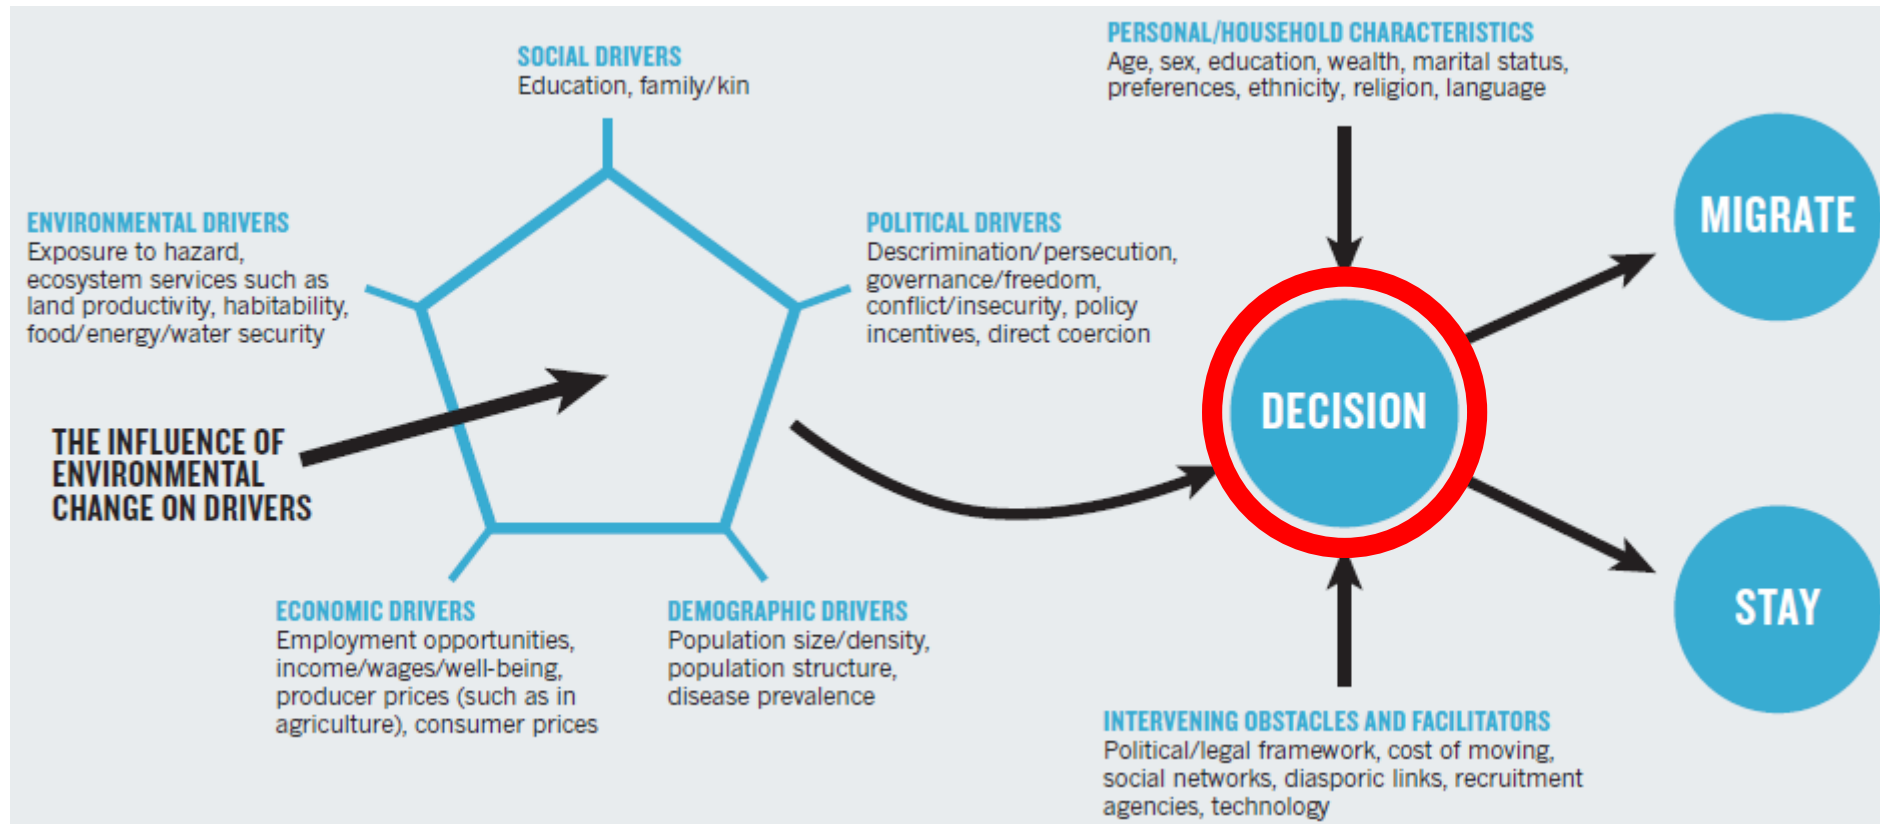 SOCIAL DRIVERS
Education, family/kin
ENVIRONMENTAL DRIVERS
Exposure to hazard,
ecosystem services such as
land productivity, habitability,
food/energy/water security
POLITICAL DRIVERS
Descrimination/persecution,
governance/freedom,
conflict/insecurity, policy
incentives, direct coercion
THE INFLUENCE OF
ENVIRONMENTAL
CHANGE ON DRIVERS
ECONOMIC DRIVERS
Employment opportunities,
income/wages/well-being,
producer prices (such as in
agriculture), consumer prices
DEMOGRAPHIC DRIVERS
Population size/density,
population structure,
disease prevalence
PERSONAL/HOUSEHOLD CHARACTERISTICS
Age, sex, education, wealth, marital status,
preferences, ethnicity, religion, language
DECISION
INTERVENING OBSTACLES AND FACILITATORS
Political/legal framework, cost of moving,
social networks, diasporic links, recruitment
agencies, technology
MIGRATE
STAY